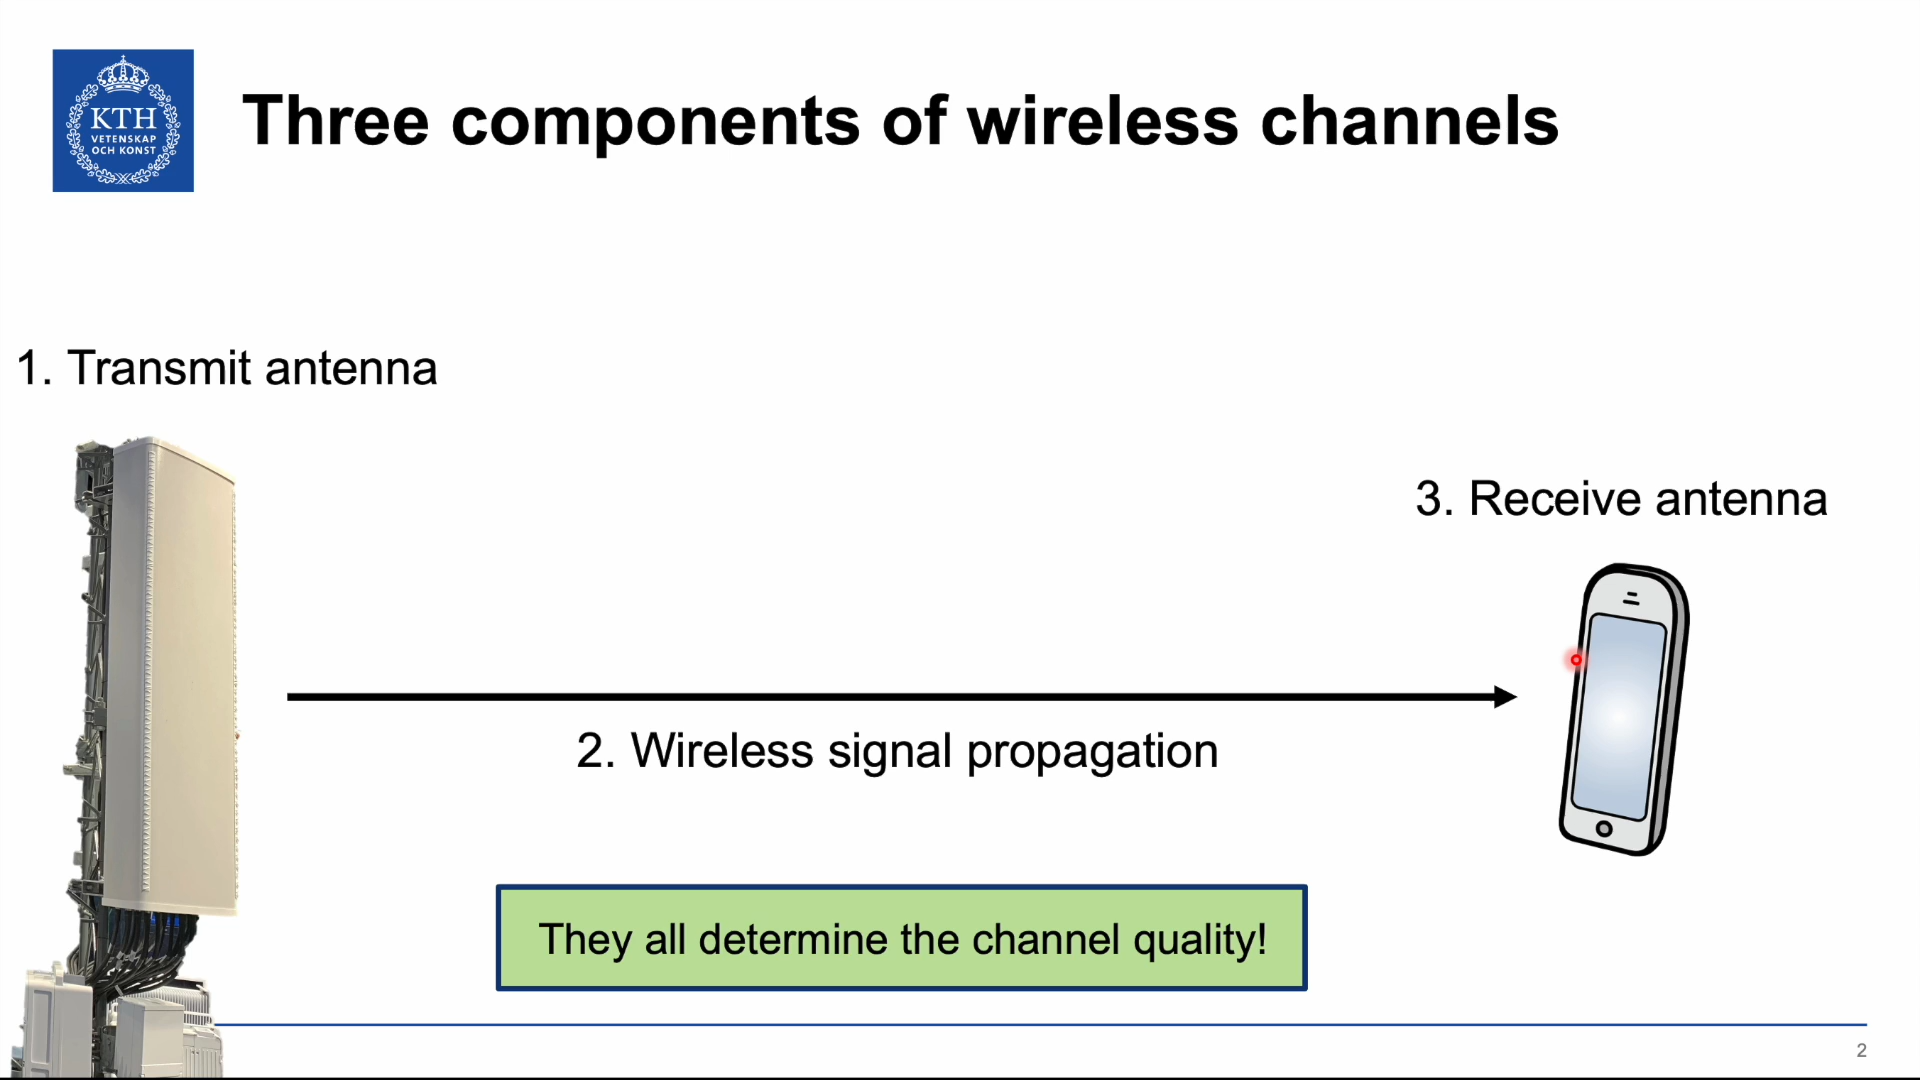 KTH
VETENSKAP
OCH KONST
Three components of wireless channels
1. Transmit antenna
3. Receive antenna
2. Wireless signal propagation
They all determine the channel quality!
2